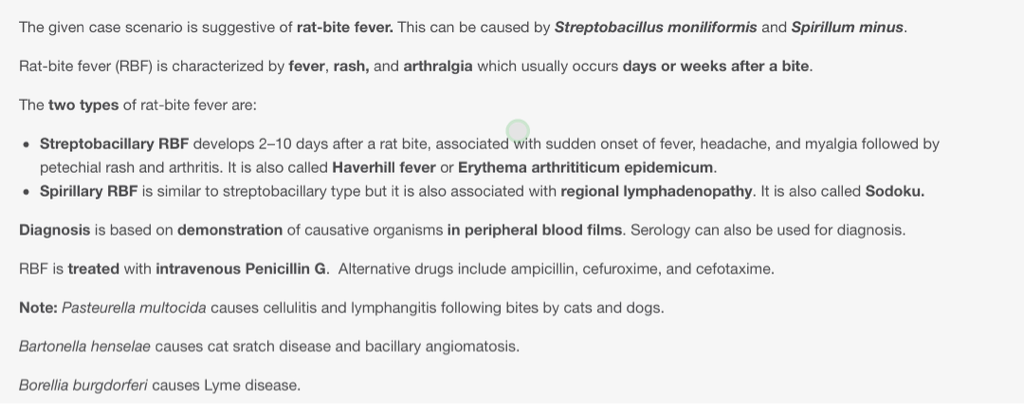 The given case scenario is suggestive of rat-bite fever. This can be caused by Streptobacillus moniliformis and Spirillum minus.
Rat-bite fever (RBF) is characterized by fever, rash, and arthralgia which usually occurs days or weeks after a bite.
The two types of rat-bite fever are:
• Streptobacillary RBF develops 2–10 days after a rat bite, associated with sudden onset of fever, headache, and myalgia followed by
petechial rash and arthritis. It is also called Haverhill fever or Erythema arthrititicum epidemicum.
• Spirillary RBF is similar to streptobacillary type but it is also associated with regional lymphadenopathy. It is also called Sodoku.
Diagnosis is based on demonstration of causative organisms in peripheral blood films. Serology can also be used for diagnosis.
RBF is treated with intravenous Penicillin G. Alternative drugs include ampicillin, cefuroxime, and cefotaxime.
Note: Pasteurella multocida causes cellulitis and lymphangitis following bites by cats and dogs.
Bartonella henselae causes cat sratch disease and bacillary angiomatosis.
Borellia burgdorferi causes Lyme disease.